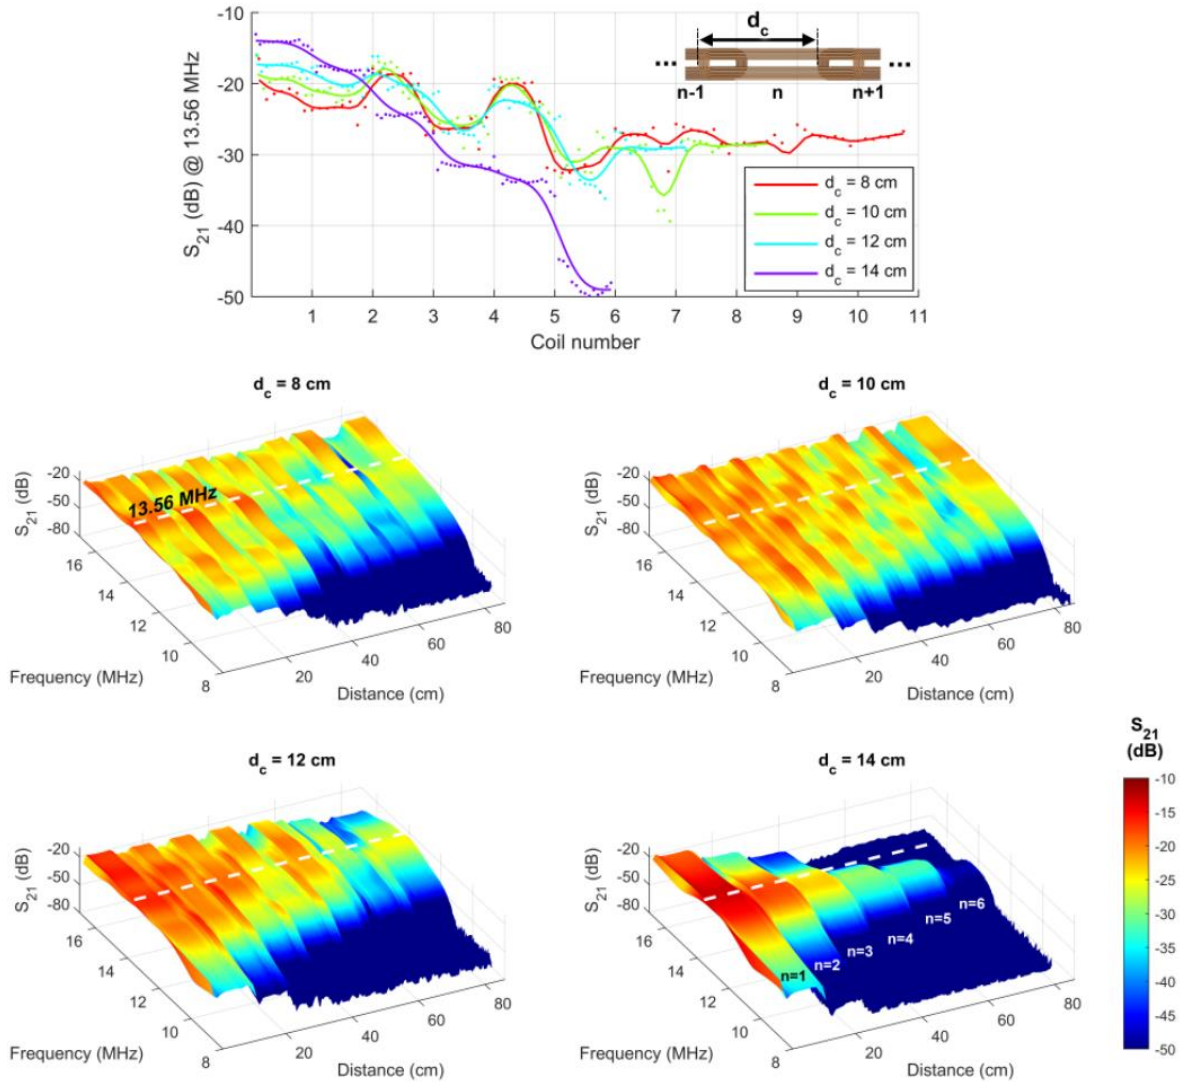 -10
-20
-30
-40
-50
S21 (dB) @ 13.56 MHz
dc
...
...
n-1 n n+1
dc = 8 cm
dc = 10 cm
dc = 12 cm
dc = 14 cm
1 2 3 4 5 6 7 8 9 10 11
Coil number
dc = 8 cm
S21 (dB)
-20
-50
-80
13.56 MHz
16
14
12
10
8
Frequency (MHz)
20
40
60
80
Distance (cm)
dc = 10 cm
S21 (dB)
-20
-50
-80
16
14
12
10
8
Frequency (MHz)
20
40
60
80
Distance (cm)
dc = 12 cm
S21 (dB)
-20
-50
-80
16
14
12
10
8
Frequency (MHz)
20
40
60
80
Distance (cm)
dc = 14 cm
S21 (dB)
-20
-50
-80
n=1
n=2
n=3
n=4
n=5
n=6
16
14
12
10
8
Frequency (MHz)
20
40
60
80
Distance (cm)
S21
(dB)
-10
-15
-20
-25
-30
-35
-40
-45
-50